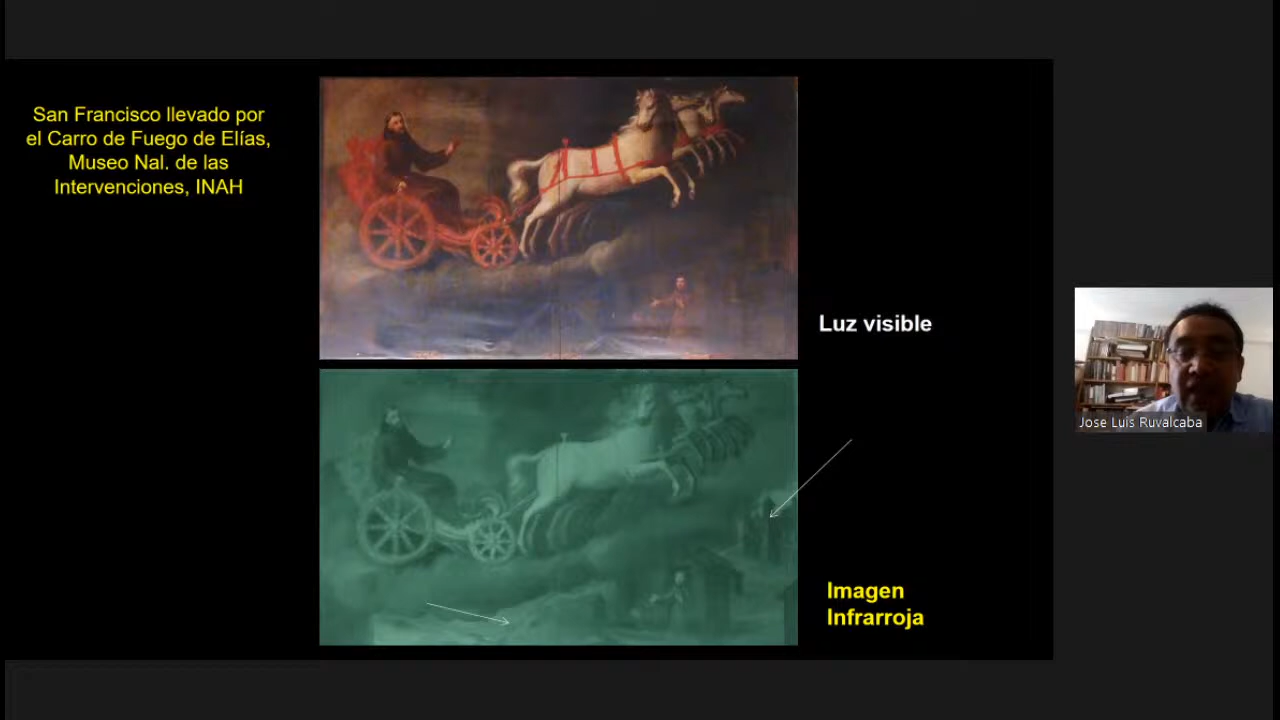 San Francisco llevado por
el Carro de Fuego de Elías,
Museo Nal. de las
Intervenciones, INAH
Luz visible
Jose Luis Ruvalcaba
Imagen
Infrarroja